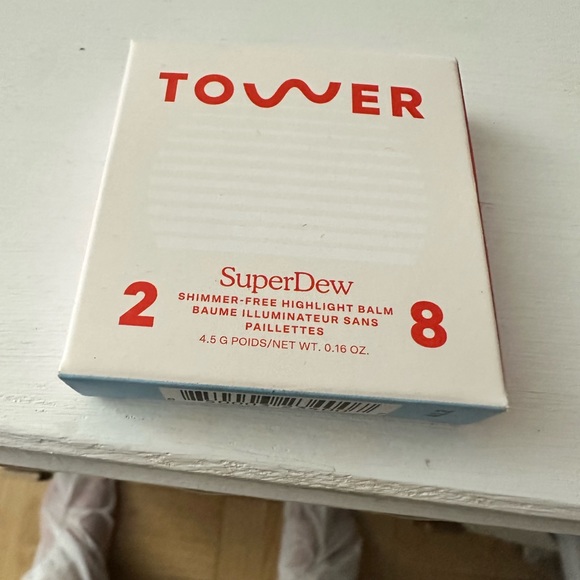 TOWER
SuperDew
2
SHIMMER-FREE HIGHLIGHT BALM
BAUME ILLUMINATEUR SANS
PAILLETTES
8
4.5 G POIDS/NET WT. 0.16 OZ.